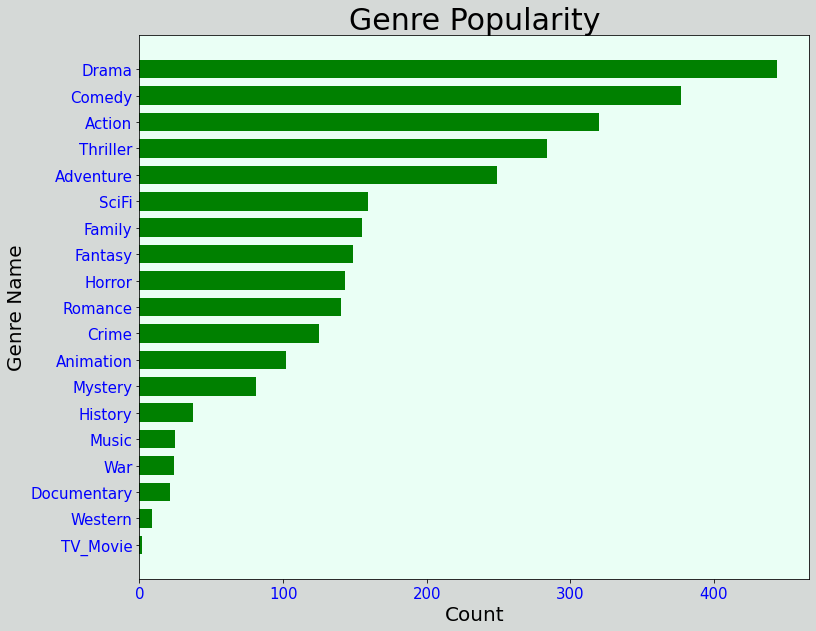 Genre Popularity
Genre Name
Drama
Comedy
Action
Thriller
Adventure
SciFi
Family
Fantasy
Horror
Romance
Crime
Animation
Mystery
History
Music
War
Documentary
Western
TV_Movie
0 100 200 300 400
Count